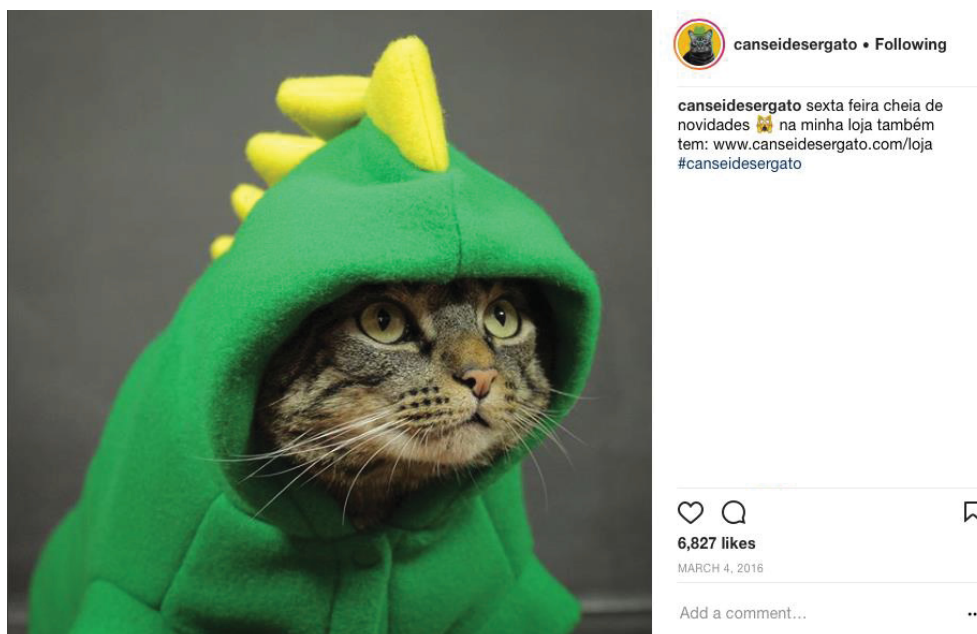 canseidesergato • Following
canseidesergato sexta feira cheia de
novidades 🙀 na minha loja também
tem: www.canseidesergato.com/loja
#canseidesergato
6,827 likes
MARCH 4, 2016
Add a comment...